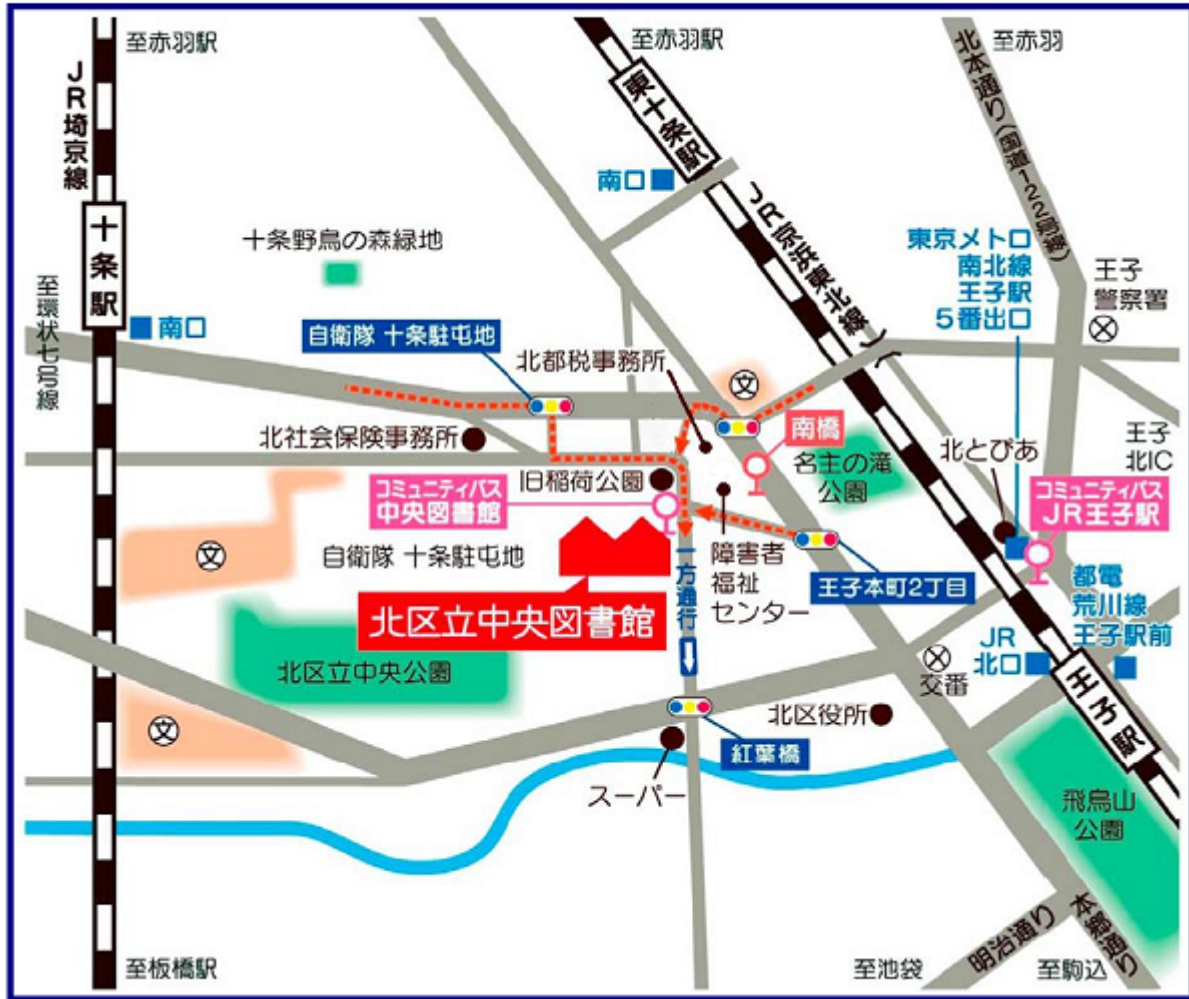 至赤羽駅
至赤羽駅
至赤羽
JR埼京線
東十条駅
北本通り(国道122号線)
南口
十条駅
十条野鳥の森緑地
JR京浜東北線
東京メトロ
南北線
王子駅
5番出口
王子
警察署
至環状七号線
南口
自衛隊 十条駐屯地
北都税事務所
文
南橋
北社会保険事務所
名主の滝
公園
北とぴあ
王子
北IC
旧稲荷公園
コミュニティバス
中央図書館
コミュニティバス
JR王子駅
文
自衛隊 十条駐屯地
一方通行
障害者
福祉
センター
王子本町2丁目
都電
荒川線
王子駅前
北区立中央図書館
JR
北口
交番
北区立中央公園
王子駅
文
北区役所
紅葉橋
スーパー
飛鳥山
公園
明治通り
本郷通り
至板橋駅
至池袋
至駒込